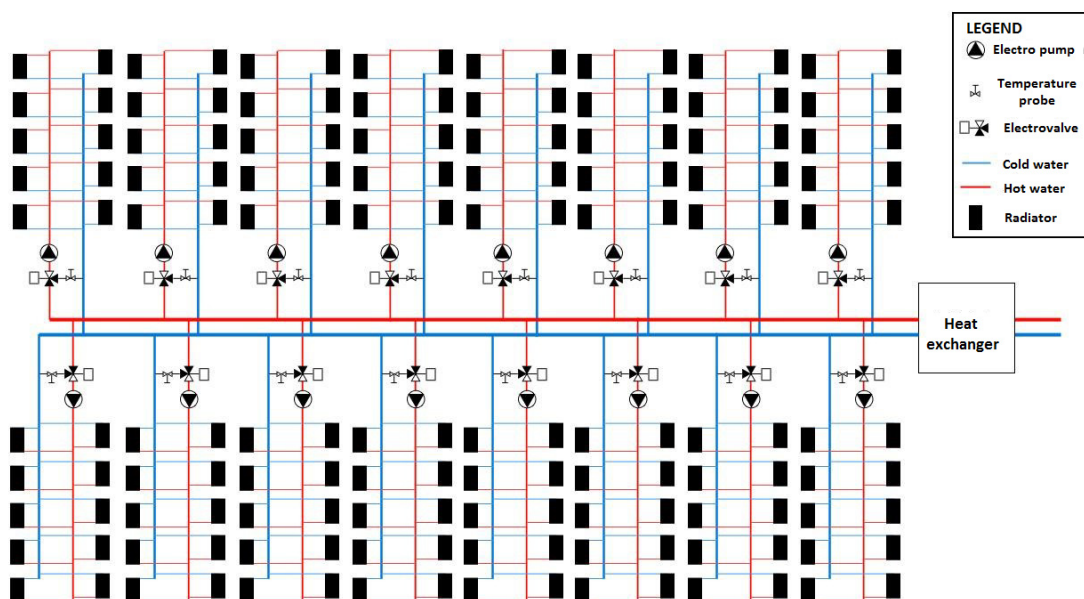 LEGEND
Electro pump
Temperature
probe
Electrovalve
Cold water
Hot water
Radiator
Heat
exchanger